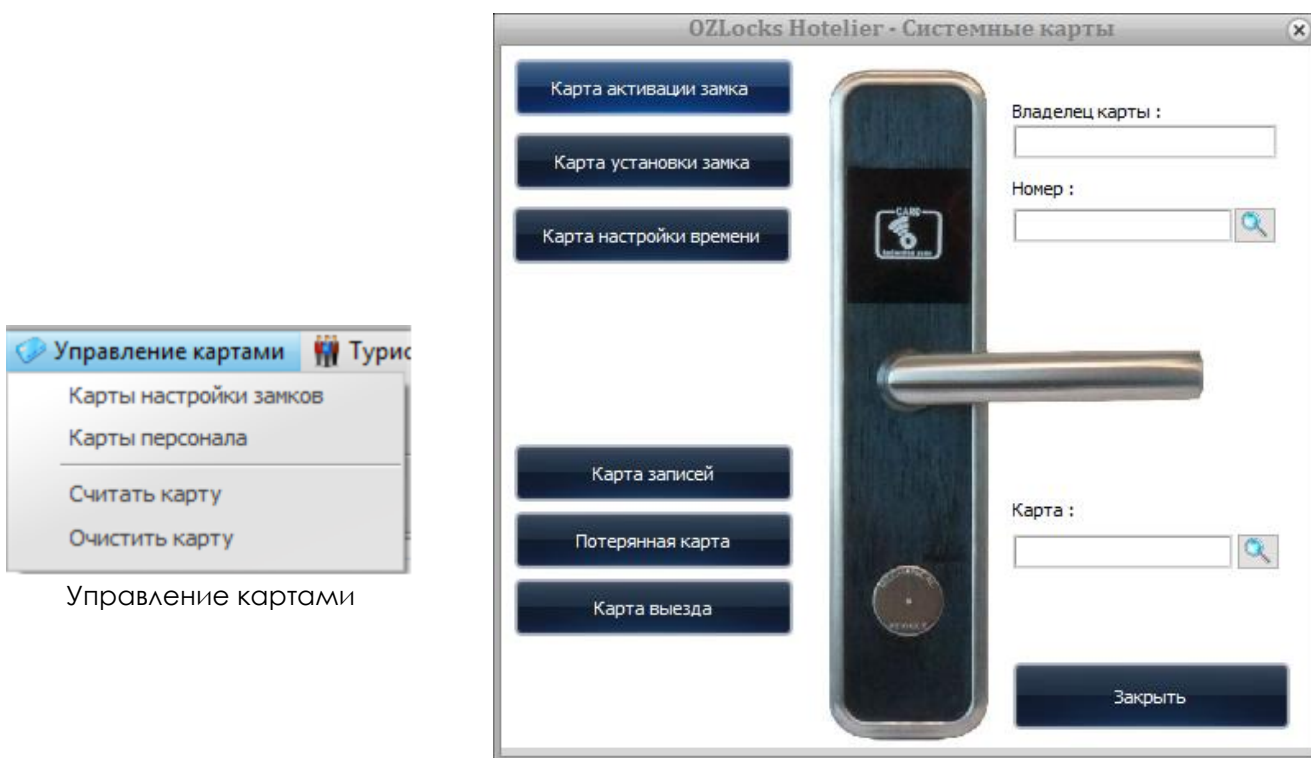 OZLocks Hotelier - Системные карты
Карта активации замка
Карта установки замка
Карта настройки времени
Владелец карты :
Номер :
CARD
Управление картами
Турис
Карты настройки замков
Карты персонала
Считать карту
Очистить карту
Управление картами
Карта записей
Потерянная карта
Карта выезда
Карта :
Закрыть